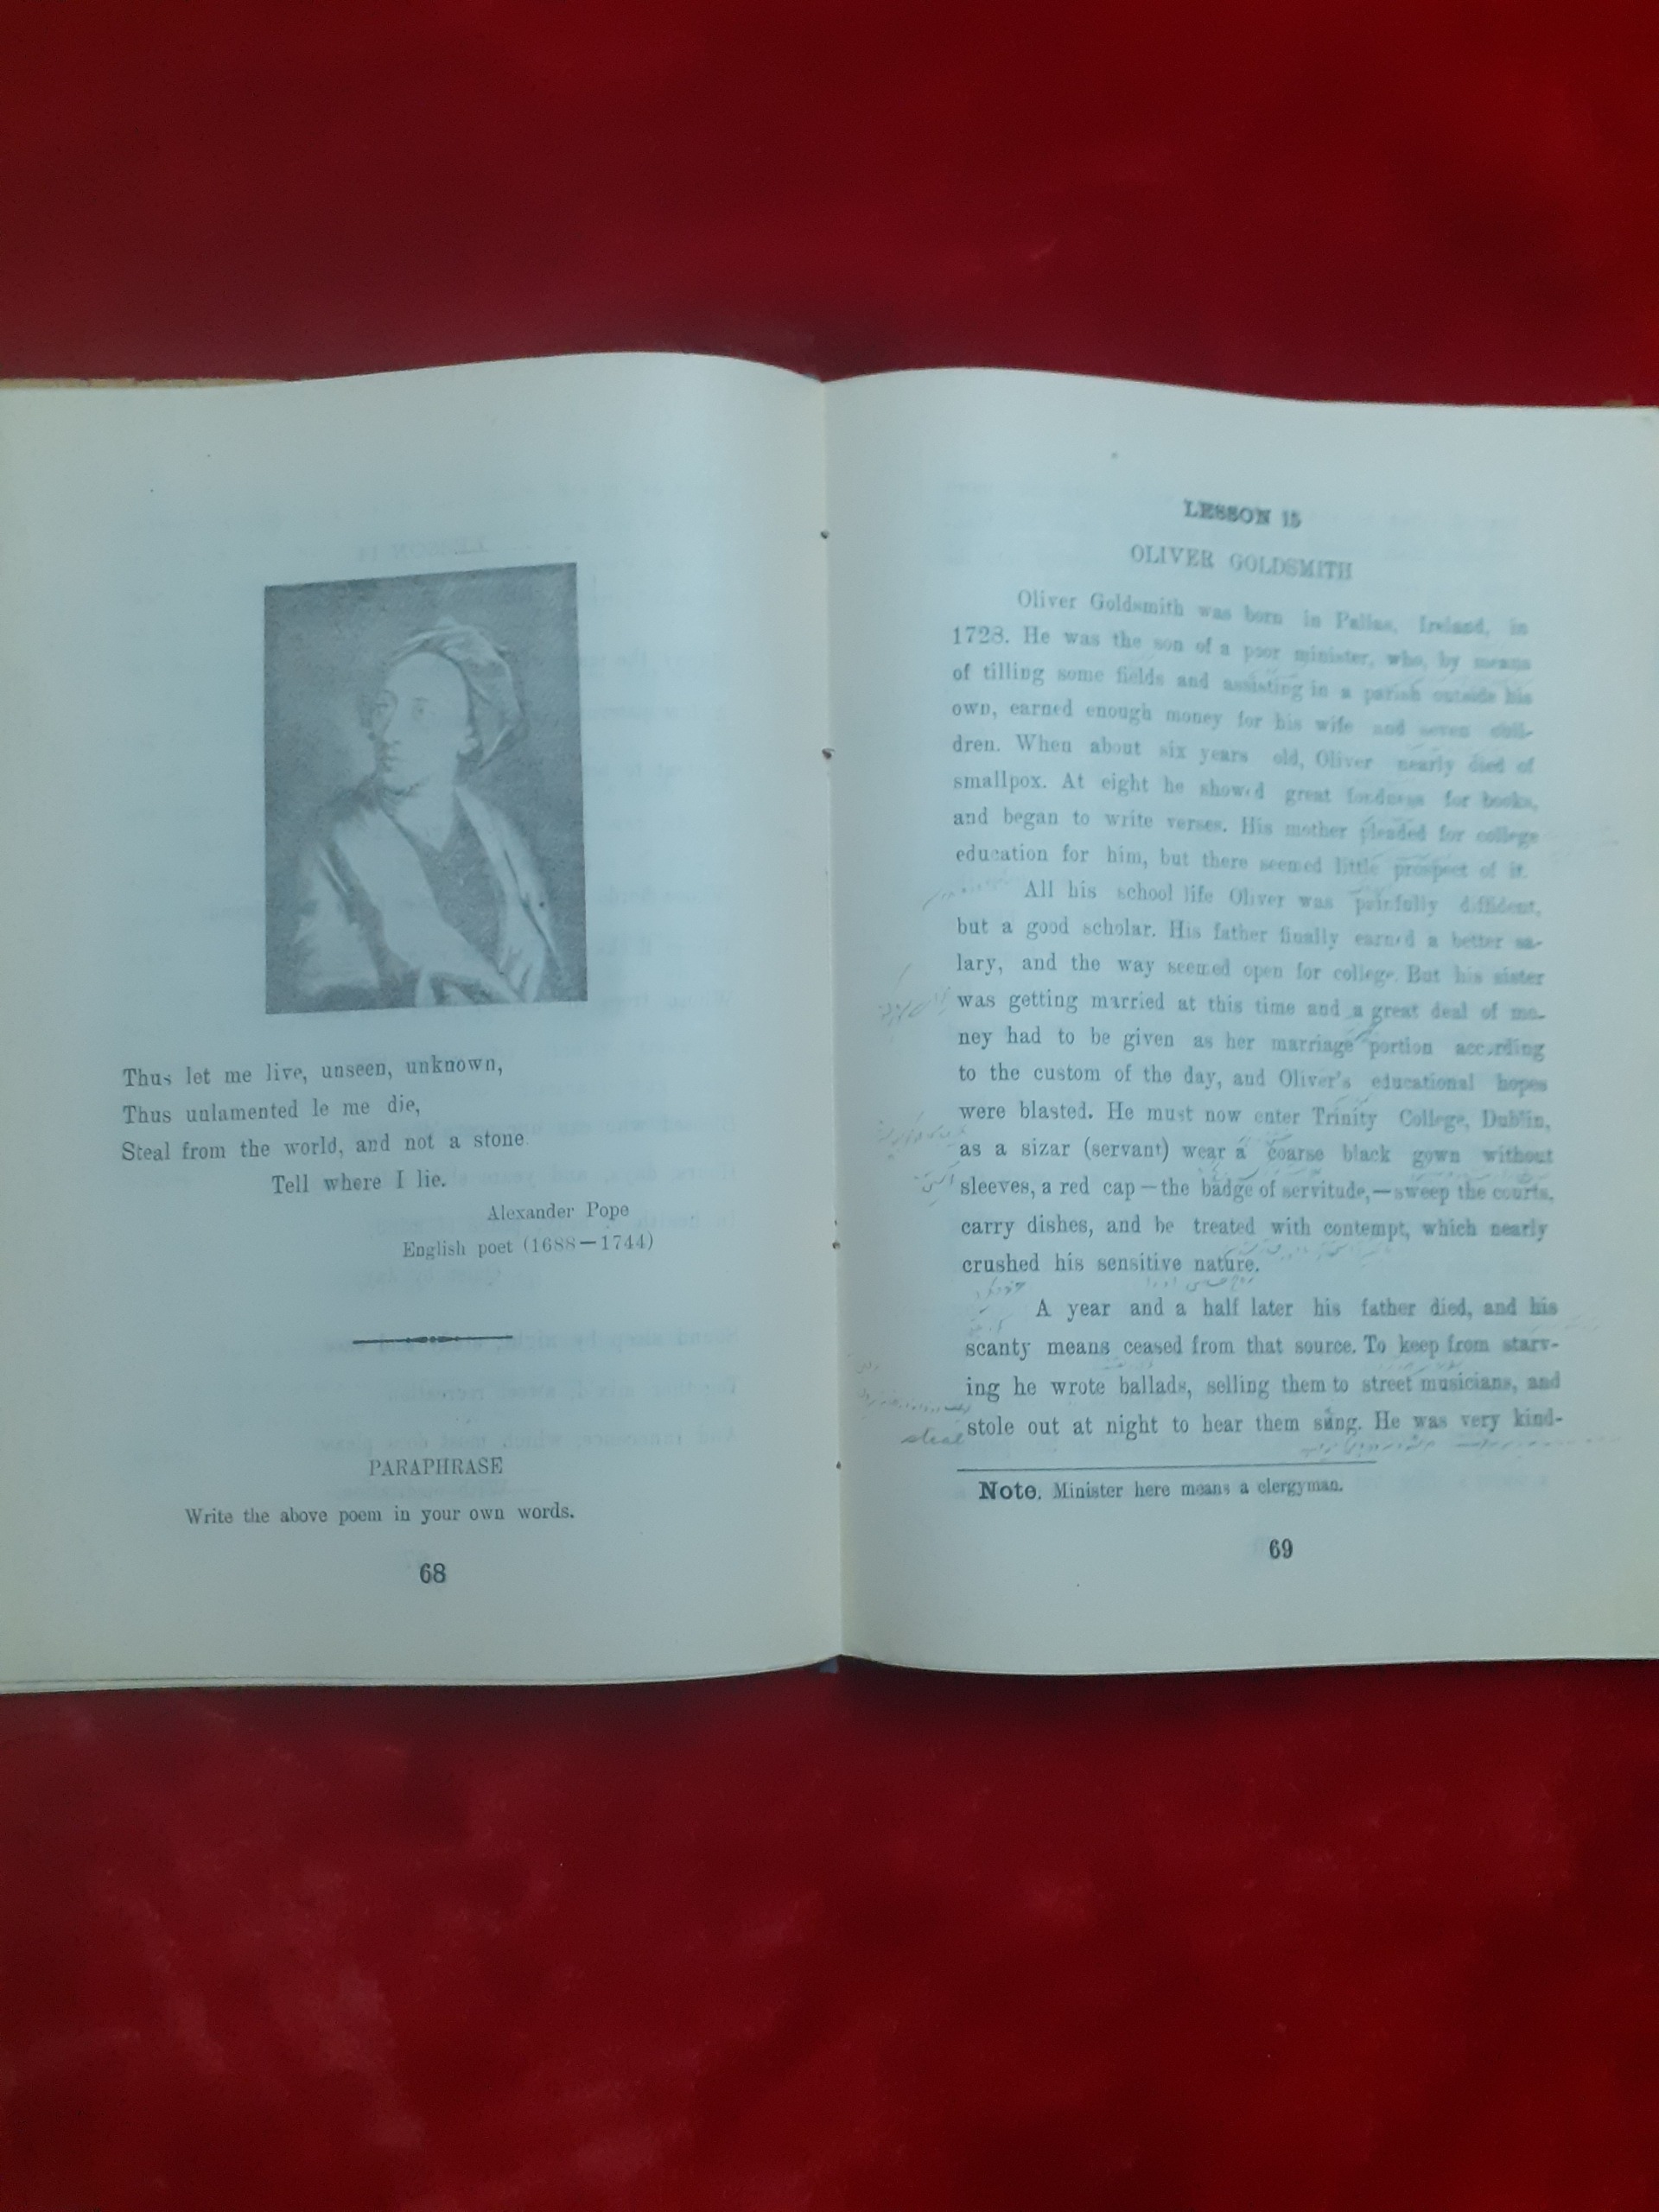 Thus let me live, unseen, unknown,
Thus unlamented le me die,
Steal from the world, and not a stone
Tell where I lie.
Alexander Pope
English poet (1688—1744)
PARAPHRASE
Write the above poem in your own words.
68
LESSON 15
OLIVER GOLDSMITH
Oliver Goldsmith was born in Pallas, Ireland, in
1728. He was the son of a poor minister, who, by means
of tilling some fields and assisting in a parish outside his
own, earned enough money for his wife and seven chil-
dren. When about six years old, Oliver nearly died of
smallpox. At eight he showed great fondness for books,
and began to write verses. His mother pleaded for college
education for him, but there seemed little prospect of it.
All his school life Oliver was painfully diffident,
but a good scholar. His father finally earned a better sa-
lary, and the way seemed open for college. But his sister
was getting married at this time and a great deal of mo-
ney had to be given as her marriage portion according
to the custom of the day, and Oliver's educational hopes
were blasted. He must now enter Trinity College, Dublin,
as a sizar (servant) wear a coarse black gown without
sleeves, a red cap—the badge of servitude,—sweep the courts,
carry dishes, and be treated with contempt, which nearly
crushed his sensitive nature.
A year and a half later his father died, and his
scanty means ceased from that source. To keep from starv-
ing he wrote ballads, selling them to street musicians, and
steal
stole out at night to hear them sung. He was very kind-
Note. Minister here means a clergyman.
69